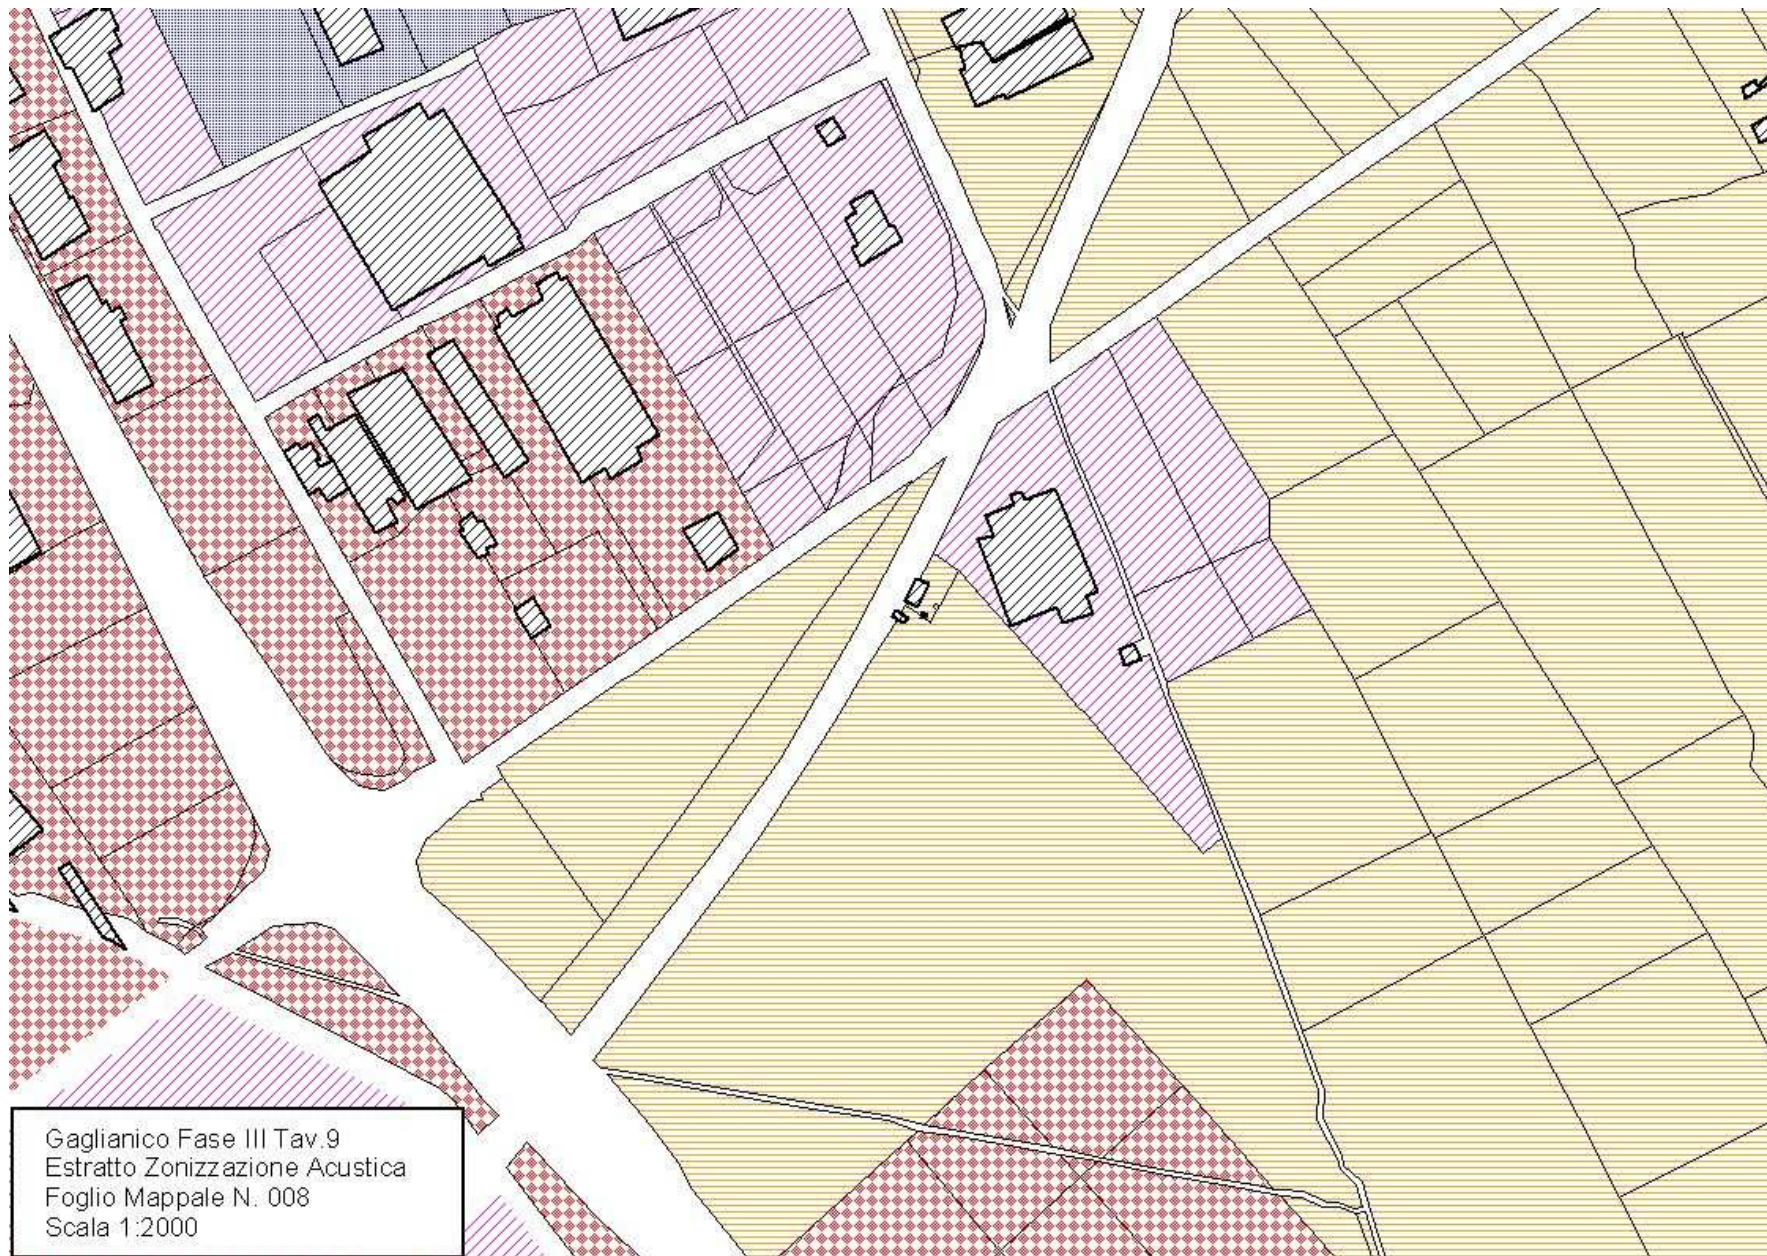 Gaglianico Fase III Tav.9
Estratto Zonizzazione Acustica
Foglio Mappale N. 008
Scala 1:2000